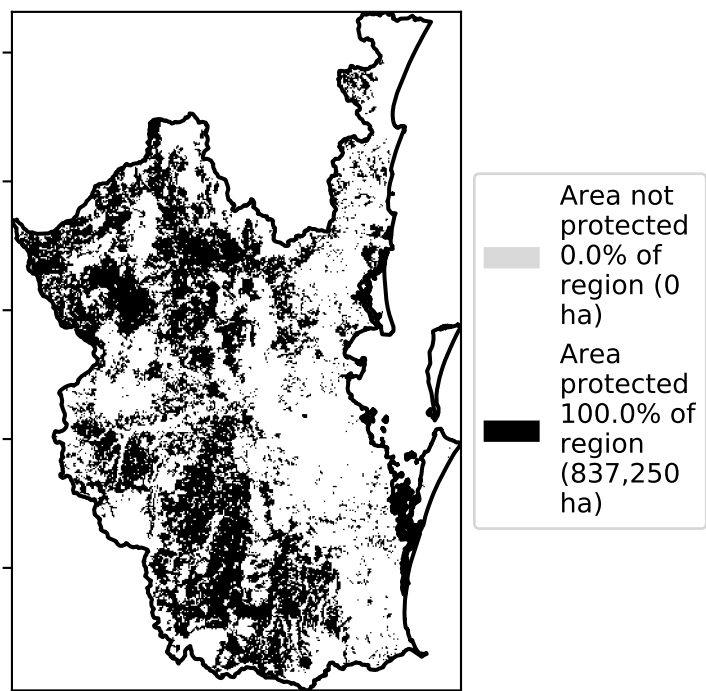 Area not
protected
0.0% of
region (0
ha)
Area
protected
100.0% of
region
(837,250
ha)